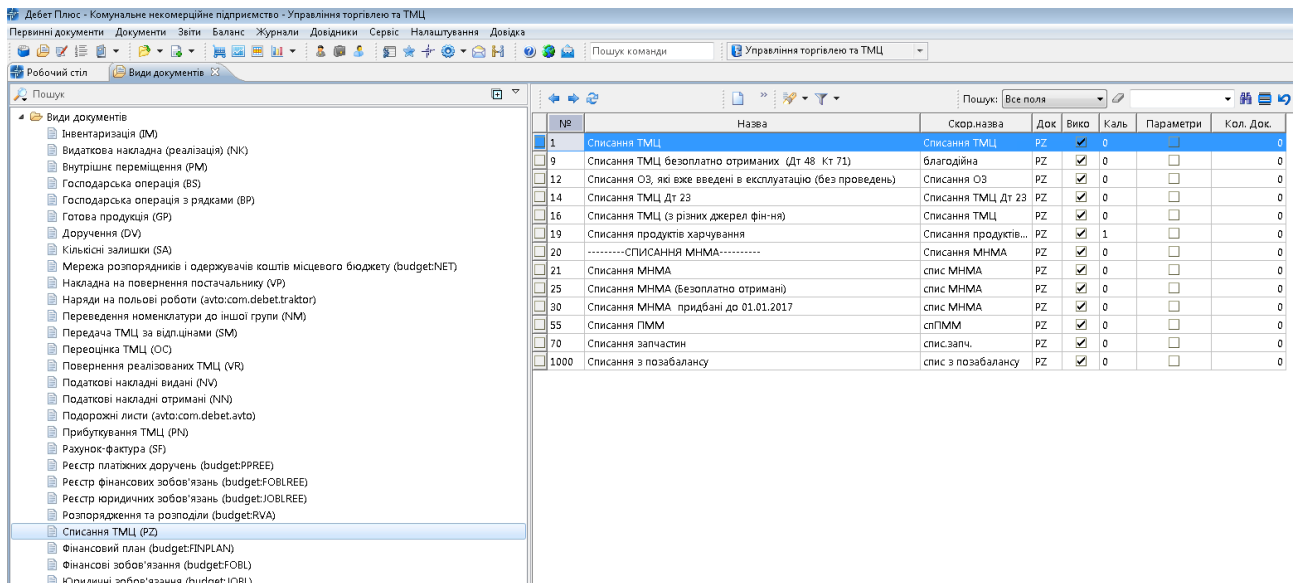 Дебет Плюс - Комунальне некомерційне підприємство - Управління торгівлею та ТМЦ
Первинні документи Документи Звіти Баланс Журнали Довідники Сервіс Налаштування Довідка
Пошук команди Управління торгівлею та ТМЦ
Робочий стіл Види документів
Пошук
Види документів
Інвентаризація (IM)
Видаткова накладна (реалізація) (NK)
Внутрішнє переміщення (PM)
Господарська операція (BS)
Господарська операція з рядками (BP)
Готова продукція (GP)
Доручення (DV)
Кількісні залишки (SA)
Мережа розпорядників і одержувачів коштів місцевого бюджету (budget:NET)
Накладна на повернення постачальнику (VP)
Наряди на польові роботи (avto:com.debet.traktor)
Переведення номенклатури до іншої групи (NM)
Передача ТМЦ за відп.цінами (SM)
Переоцінка ТМЦ (OC)
Повернення реалізованих ТМЦ (VR)
Податкові накладні видані (NV)
Податкові накладні отримані (NN)
Подорожні листи (avto:com.debet.avto)
Прибуткування ТМЦ (PN)
Рахунок-фактура (SF)
Реєстр платіжних доручень (budget:PPREE)
Реєстр фінансових зобов'язань (budget:FOBLREE)
Реєстр юридичних зобов'язань (budget:JOBLREE)
Розпорядження та розподіли (budget:RVA)
Списання ТМЦ (PZ)
Фінансовий план (budget:FINPLAN)
Фінансові зобов'язання (budget:FOBL)
Юридичні зобов'язання (budget:JOBL)
Пошук: Все поля
№ Назва Скор.назва Док Вико Каль Параметри Кол. Док.
1 Списання ТМЦ Списання ТМЦ PZ 0 0
9 Списання ТМЦ безоплатно отриманих (Дт 48 Кт 71) благодійна PZ 0 0
12 Списання ОЗ, які вже введені в експлуатацію (без проведень) Списання ОЗ PZ 0 0
14 Списання ТМЦ Дт 23 Списання ТМЦ Дт 23 PZ 0 0
16 Списання ТМЦ (з різних джерел фін-ня) Списання ТМЦ PZ 0 0
19 Списання продуктів харчування Списання продуктів... PZ 1 0
20 ---------СПИСАННЯ МНМА---------- Списання МНМА PZ 0 0
21 Списання МНМА спис МНМА PZ 0 0
25 Списання МНМА (Безоплатно отримані) спис МНМА PZ 0 0
30 Списання МНМА придбані до 01.01.2017 спис МНМА PZ 0 0
55 Списання ПММ спПММ PZ 0 0
70 Списання запчастин спис.запч. PZ 0 0
1000 Списання з позабалансу спис з позабалансу PZ 0 0